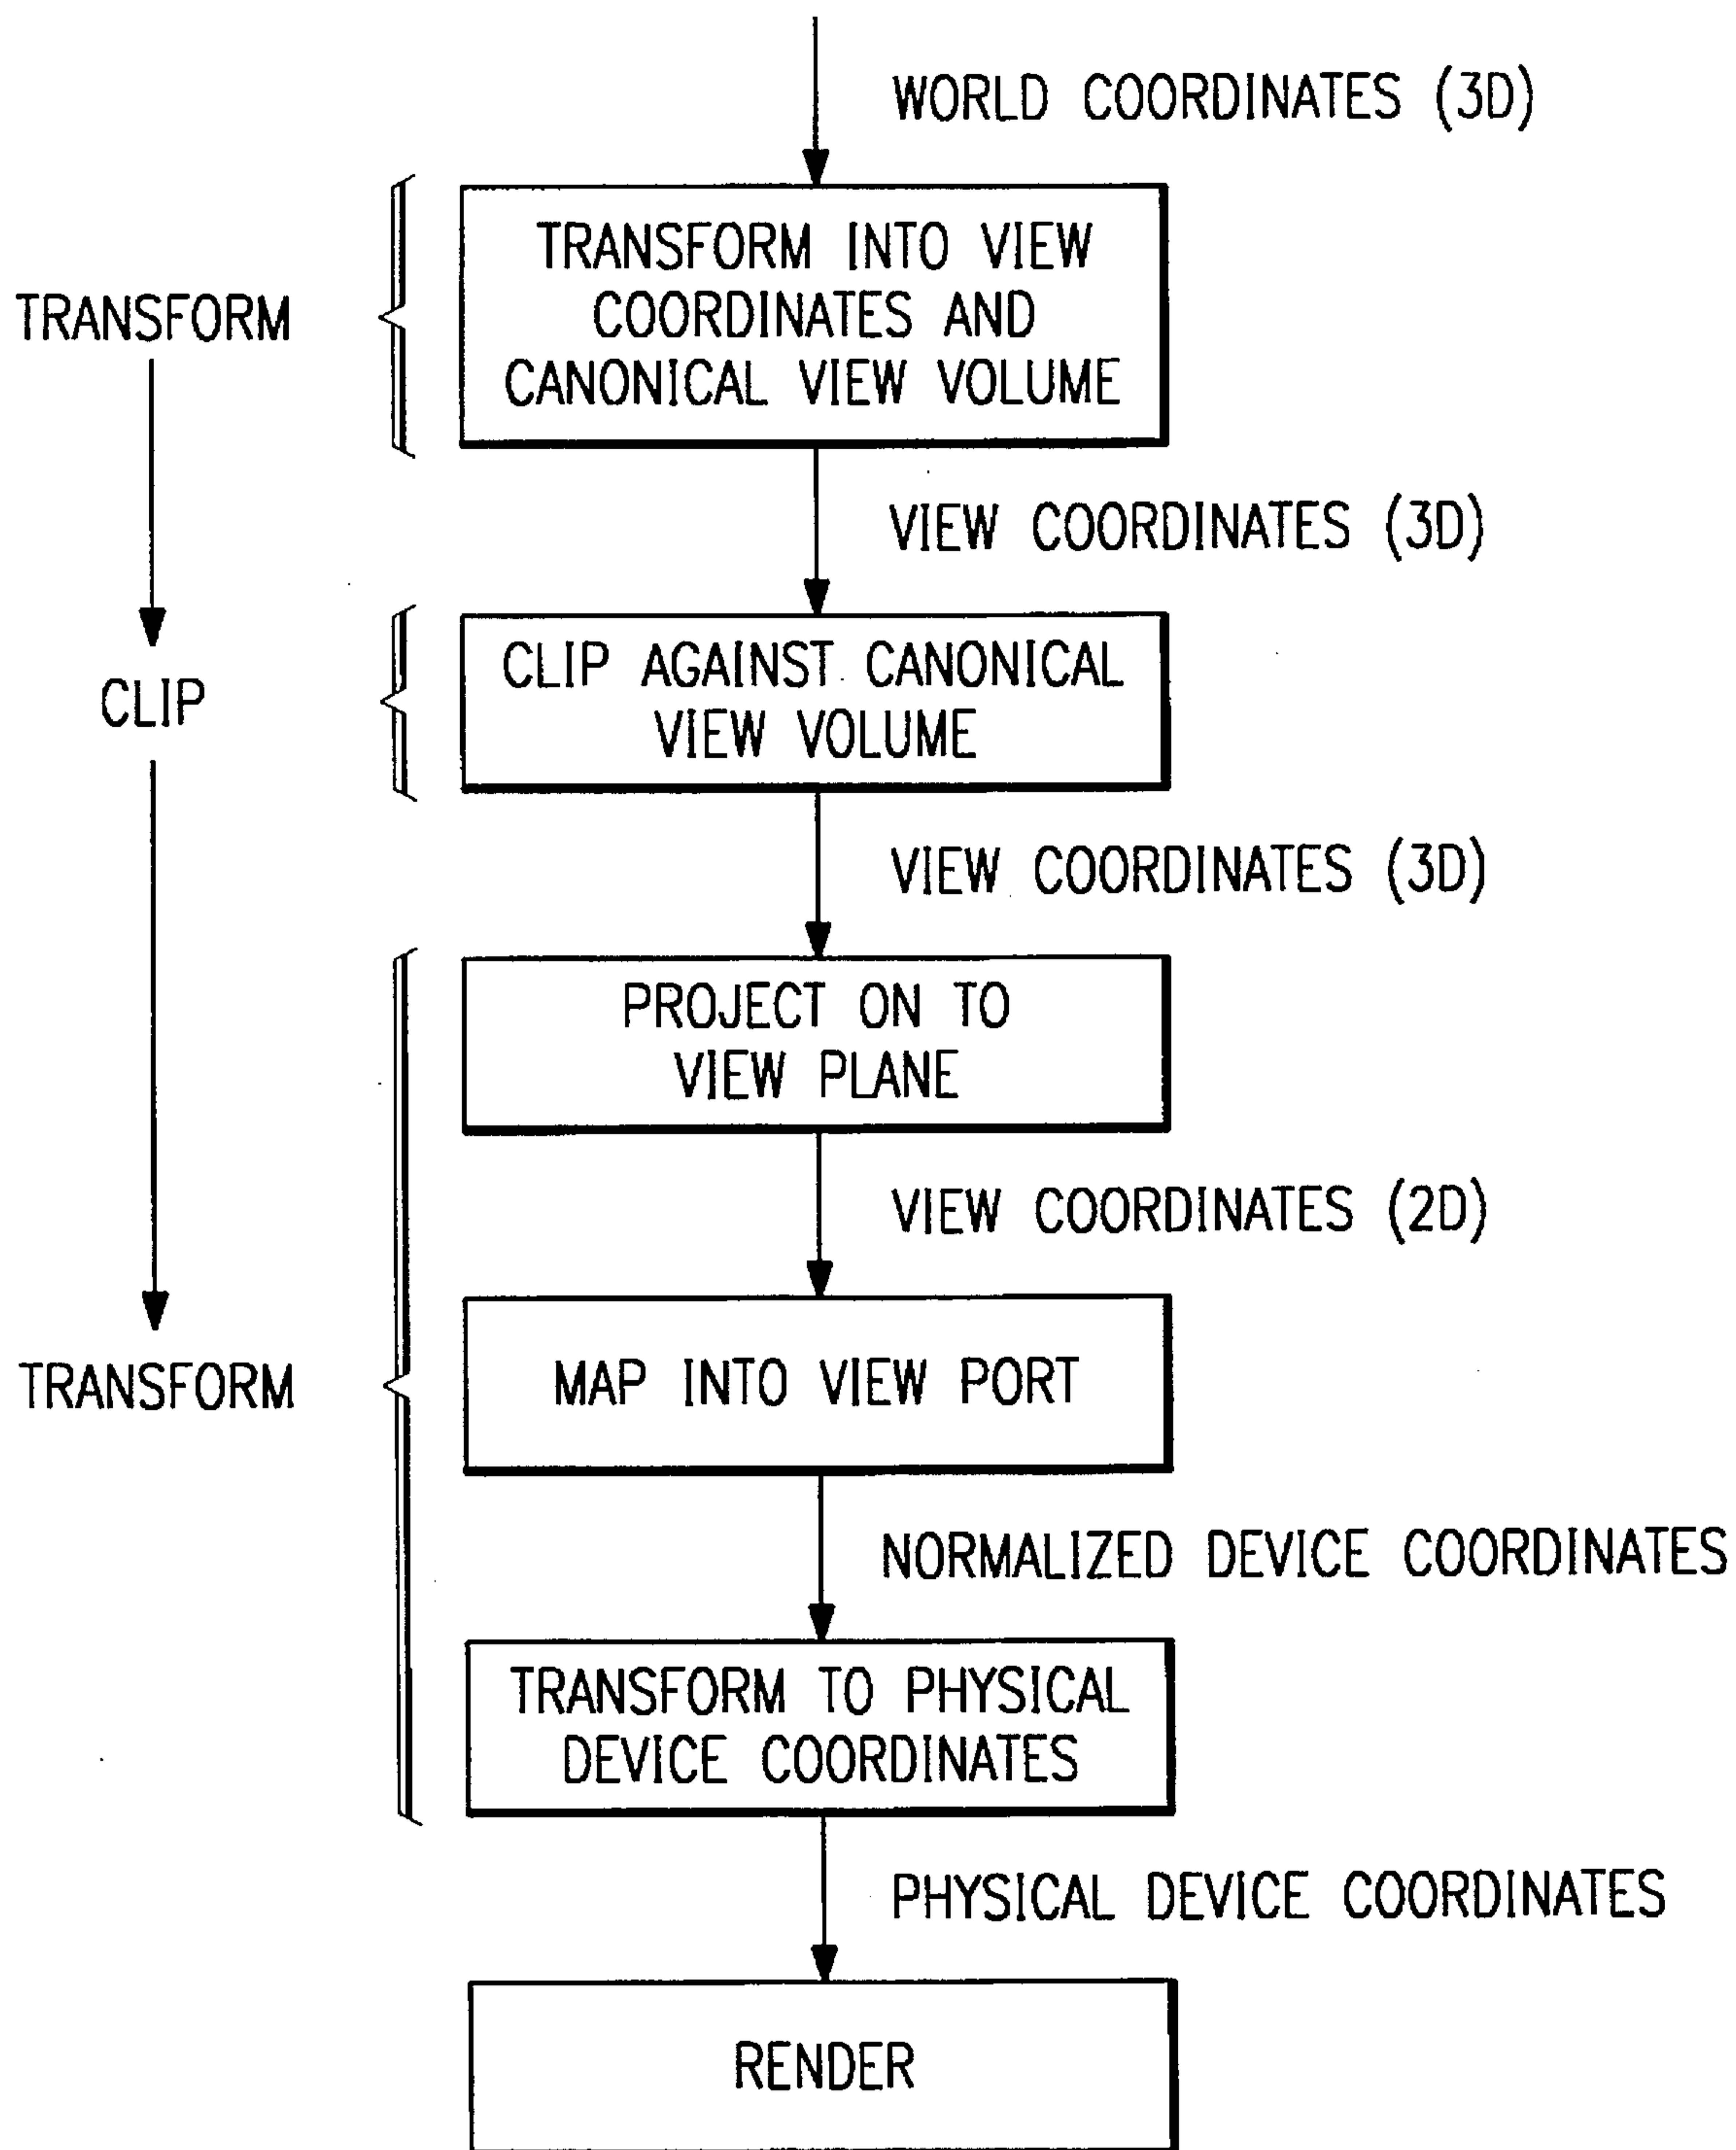 WORLD COORDINATES (3D)
TRANSFORM INTO VIEW
COORDINATES AND
CANONICAL VIEW VOLUME
TRANSFORM
VIEW COORDINATES (3D)
CLIP AGAINST CANONICAL
VIEW VOLUME
CLIP
VIEW COORDINATES (3D)
PROJECT ON TO
VIEW PLANE
VIEW COORDINATES (2D)
MAP INTO VIEW PORT
TRANSFORM
NORMALIZED DEVICE COORDINATES
TRANSFORM TO PHYSICAL
DEVICE COORDINATES
PHYSICAL DEVICE COORDINATES
RENDER